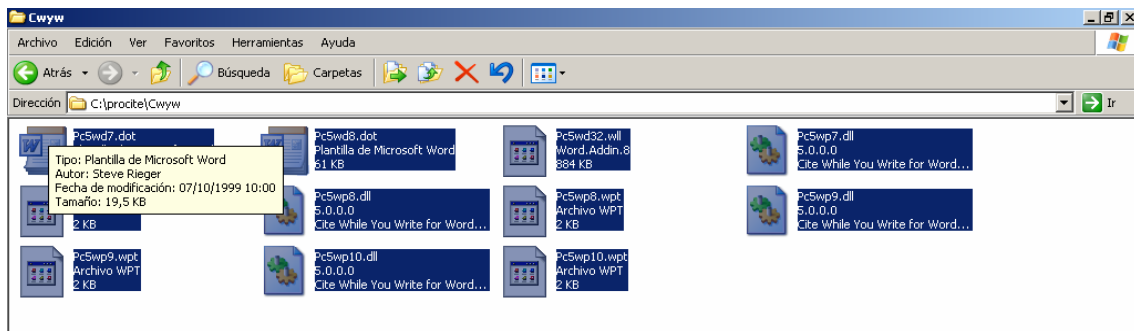 Cwyw
Archivo Edición Ver Favoritos Herramientas Ayuda
Atrás Búsqueda Carpetas
Dirección C:\procite\Cwyw Ir
Pc5wd7.dot
Tipo: Plantilla de Microsoft Word
Autor: Steve Rieger
Fecha de modificación: 07/10/1999 10:00
Tamaño: 19,5 KB
Pc5wd8.dot
Plantilla de Microsoft Word
61 KB
Pc5wd32.wll
Word.Addin.8
884 KB
Pc5wp7.dll
5.0.0.0
Cite While You Write for Word...
2 KB
Pc5wp8.dll
5.0.0.0
Cite While You Write for Word...
Pc5wp8.wpt
Archivo WPT
2 KB
Pc5wp9.dll
5.0.0.0
Cite While You Write for Word...
Pc5wp9.wpt
Archivo WPT
2 KB
Pc5wp10.dll
5.0.0.0
Cite While You Write for Word...
Pc5wp10.wpt
Archivo WPT
2 KB